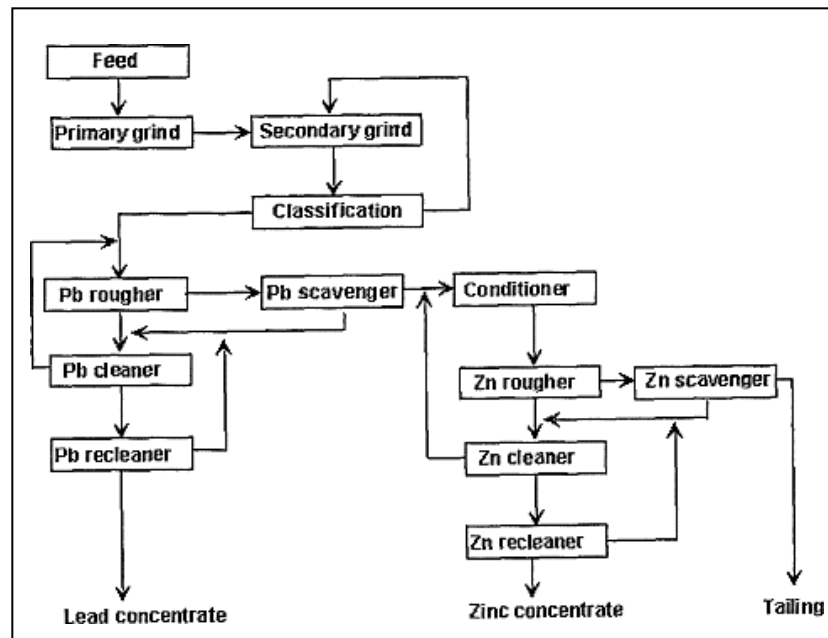 Feed
Primary grind
Secondary grind
Classification
Pb rougher
Pb scavenger
Conditioner
Pb cleaner
Zn rougher
Zn scavenger
Pb recleaner
Zn cleaner
Zn recleaner
Lead concentrate
Zinc concentrate
Tailing